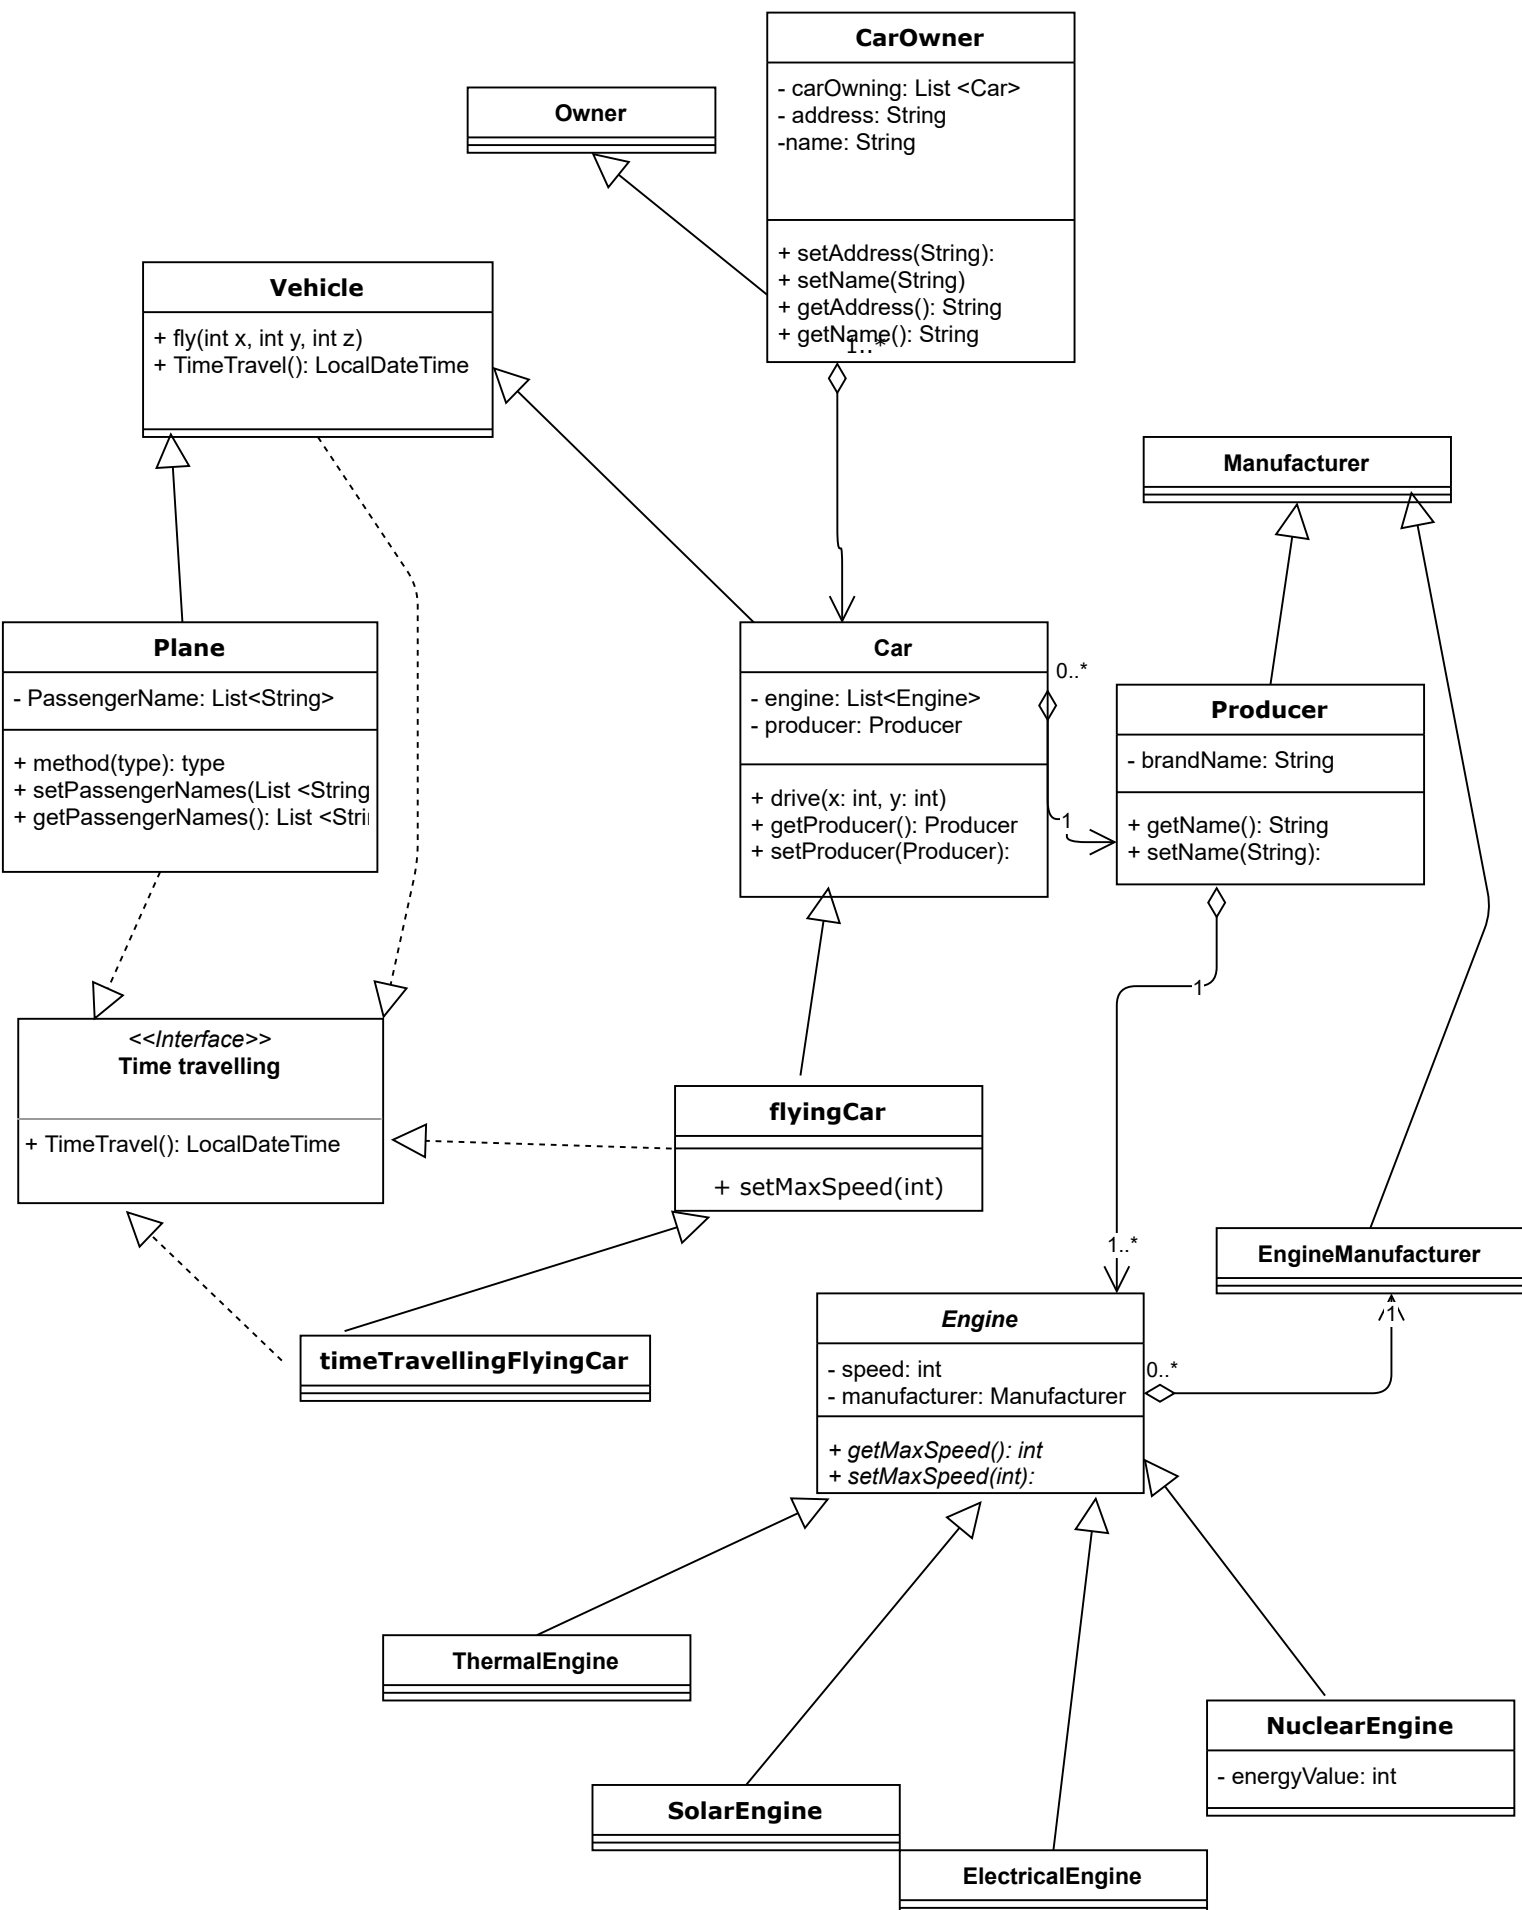 CarOwner
- carOwning: List <Car>
- address: String
-name: String
+ setAddress(String):
+ setName(String)
+ getAddress(): String
+ getName(): String
1..*
Owner
Vehicle
+ fly(int x, int y, int z)
+ TimeTravel(): LocalDateTime
Manufacturer
Plane
- PassengerName: List<String>
+ method(type): type
+ setPassengerNames(List <String
+ getPassengerNames(): List <Stri
Car
- engine: List<Engine>
- producer: Producer
+ drive(x: int, y: int)
+ getProducer(): Producer
+ setProducer(Producer):
0..*
1
Producer
- brandName: String
+ getName(): String
+ setName(String):
1
1..*
<<Interface>>
Time travelling
+ TimeTravel(): LocalDateTime
flyingCar
+ setMaxSpeed(int)
EngineManufacturer
1
timeTravellingFlyingCar
Engine
- speed: int
- manufacturer: Manufacturer
+ getMaxSpeed(): int
+ setMaxSpeed(int):
0..*
ThermalEngine
NuclearEngine
- energyValue: int
SolarEngine
ElectricalEngine